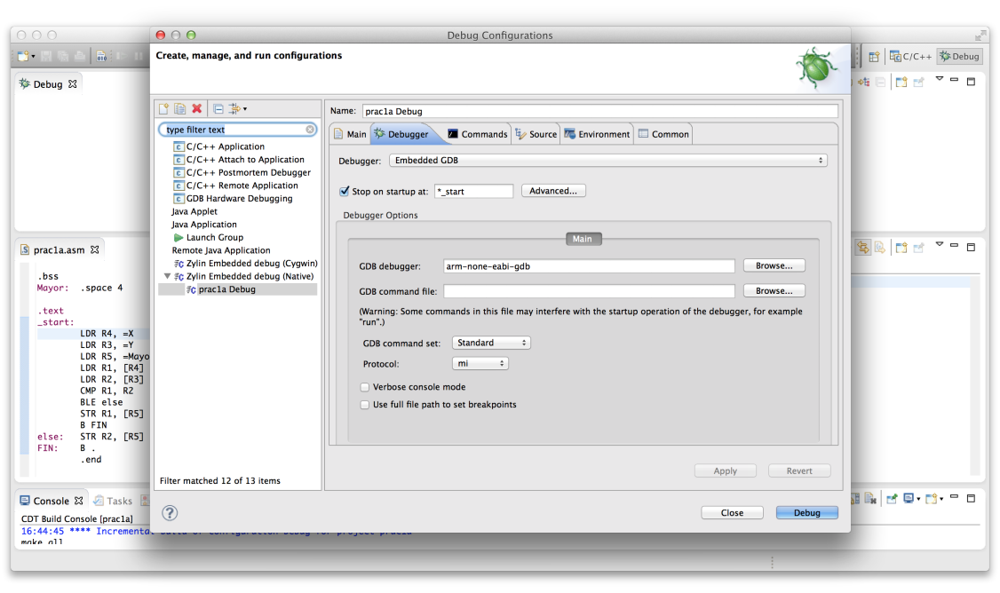 Debug Configurations
C/C++
Debug
Create, manage, and run configurations
Debug
type filter text
C/C++ Application
C/C++ Attach to Application
C/C++ Postmortem Debugger
C/C++ Remote Application
GDB Hardware Debugging
Java Applet
Java Application
Launch Group
Remote Java Application
Zylin Embedded debug (Cygwin)
Zylin Embedded debug (Native)
prac1a Debug
Filter matched 12 of 13 items
Name: prac1a Debug
Main Debugger Commands Source Environment Common
Debugger: Embedded GDB
Stop on startup at: *_start Advanced...
Debugger Options
Main
GDB debugger: arm-none-eabi-gdb Browse...
GDB command file: Browse...
(Warning: Some commands in this file may interfere with the startup operation of the debugger, for example
"run".)
GDB command set: Standard
Protocol: mi
Verbose console mode
Use full file path to set breakpoints
Apply Revert
Close Debug
prac1a.asm
.bss
Mayor: .space 4
.text
_start:
LDR R4, =X
LDR R3, =Y
LDR R5, =Mayo
LDR R1, [R4]
LDR R2, [R3]
CMP R1, R2
BLE else
STR R1, [R5]
B FIN
else: STR R2, [R5]
FIN: B .
.end
Console Tasks
CDT Build Console [prac1a]
16:44:45 **** Incremental Build of configuration Debug for project prac1a
make all